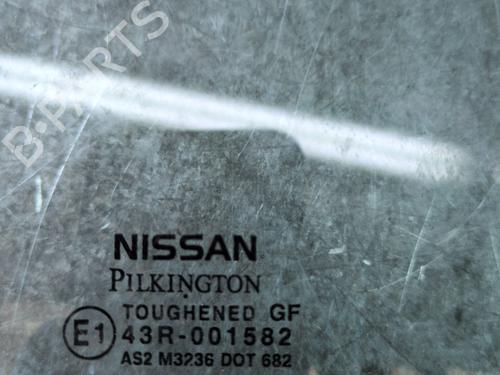 B-PARTS
NISSAN
PILKINGTON
TOUGHENED GF
E1 43R-001582
AS2 M3236 DOT 682